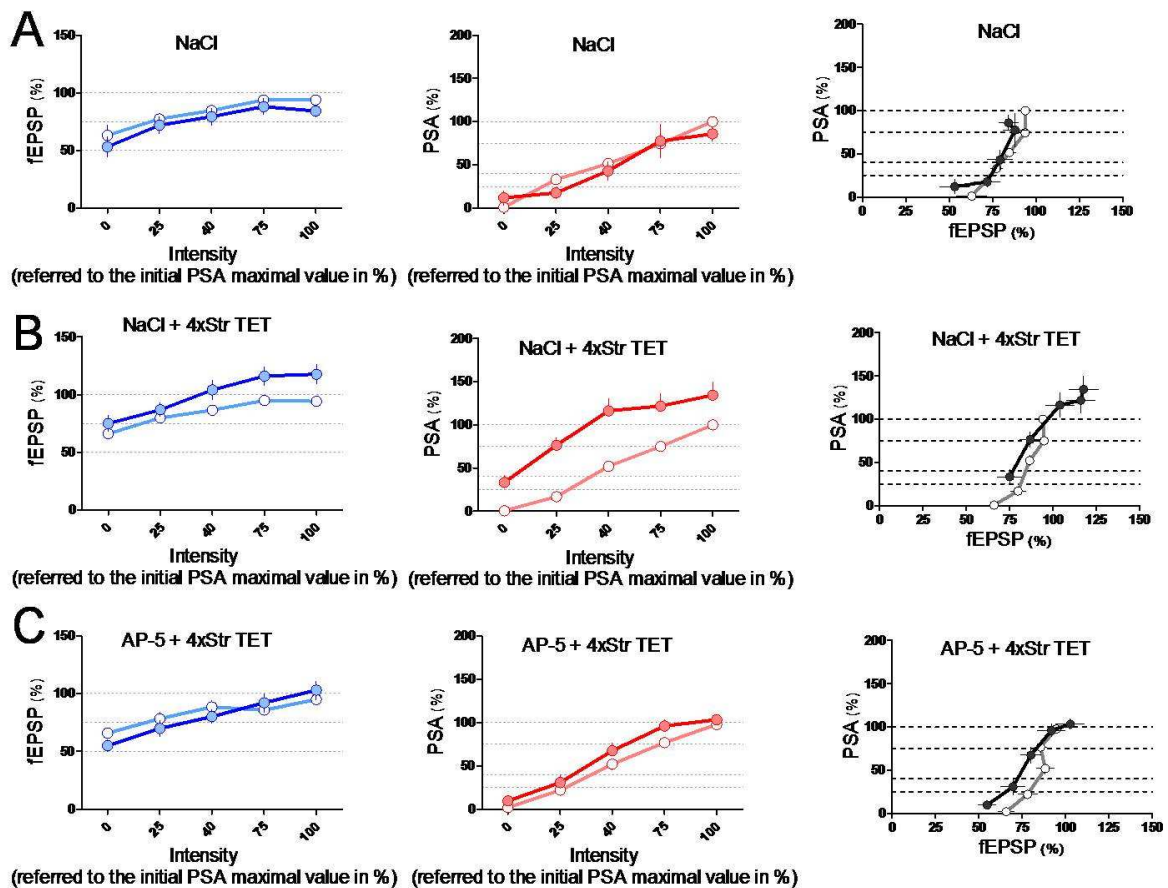 A
NaCl
fEPSP (%)
150
100
50
0
0 25 40 75 100
Intensity
(referred to the initial PSA maximal value in %)
NaCl
PSA (%)
200
150
100
50
0
0 25 40 75 100
Intensity
(referred to the initial PSA maximal value in %)
NaCl
PSA (%)
200
150
100
50
0
0 25 50 75 100 125 150
fEPSP (%)
B
NaCl + 4xStr TET
fEPSP (%)
150
100
50
0
0 25 40 75 100
Intensity
(referred to the initial PSA maximal value in %)
NaCl + 4xStr TET
PSA (%)
200
150
100
50
0
0 25 40 75 100
Intensity
(referred to the initial PSA maximal value in %)
NaCl + 4xStr TET
PSA (%)
200
150
100
50
0
0 25 50 75 100 125 150
fEPSP (%)
C
AP-5 + 4xStr TET
fEPSP (%)
150
100
50
0
0 25 40 75 100
Intensity
(referred to the initial PSA maximal value in %)
AP-5 + 4xStr TET
PSA (%)
200
150
100
50
0
0 25 40 75 100
Intensity
(referred to the initial PSA maximal value in %)
AP-5 + 4xStr TET
PSA (%)
200
150
100
50
0
0 25 50 75 100 125 150
fEPSP (%)